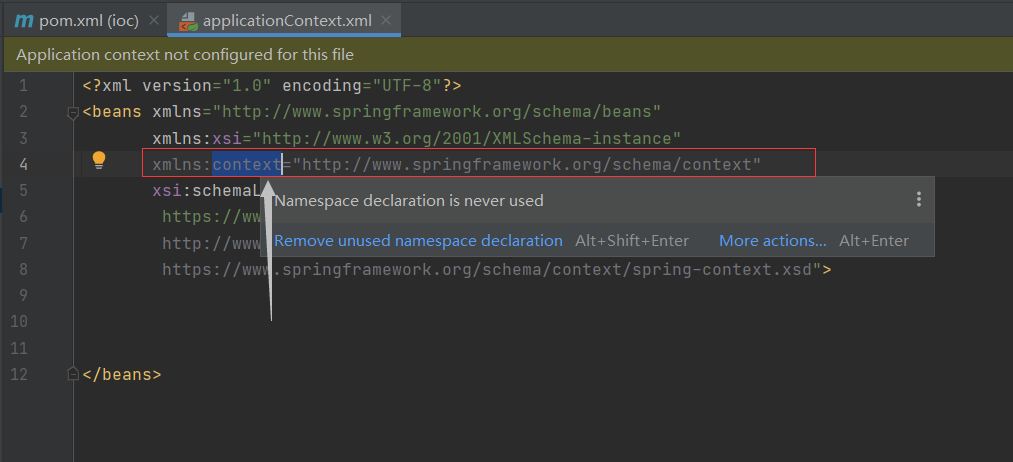 pom.xml (ioc)
applicationContext.xml
Application context not configured for this file
1 <?xml version="1.0" encoding="UTF-8"?>
2 <beans xmlns="http://www.springframework.org/schema/beans"
3 xmlns:xsi="http://www.w3.org/2001/XMLSchema-instance"
4 xmlns:context="http://www.springframework.org/schema/context"
5 xsi:schemaL
Namespace declaration is never used
6 https://ww
7 http://www
Remove unused namespace declaration Alt+Shift+Enter More actions... Alt+Enter
8 https://www.springframework.org/schema/context/spring-context.xsd">
9
10
11
12 </beans>